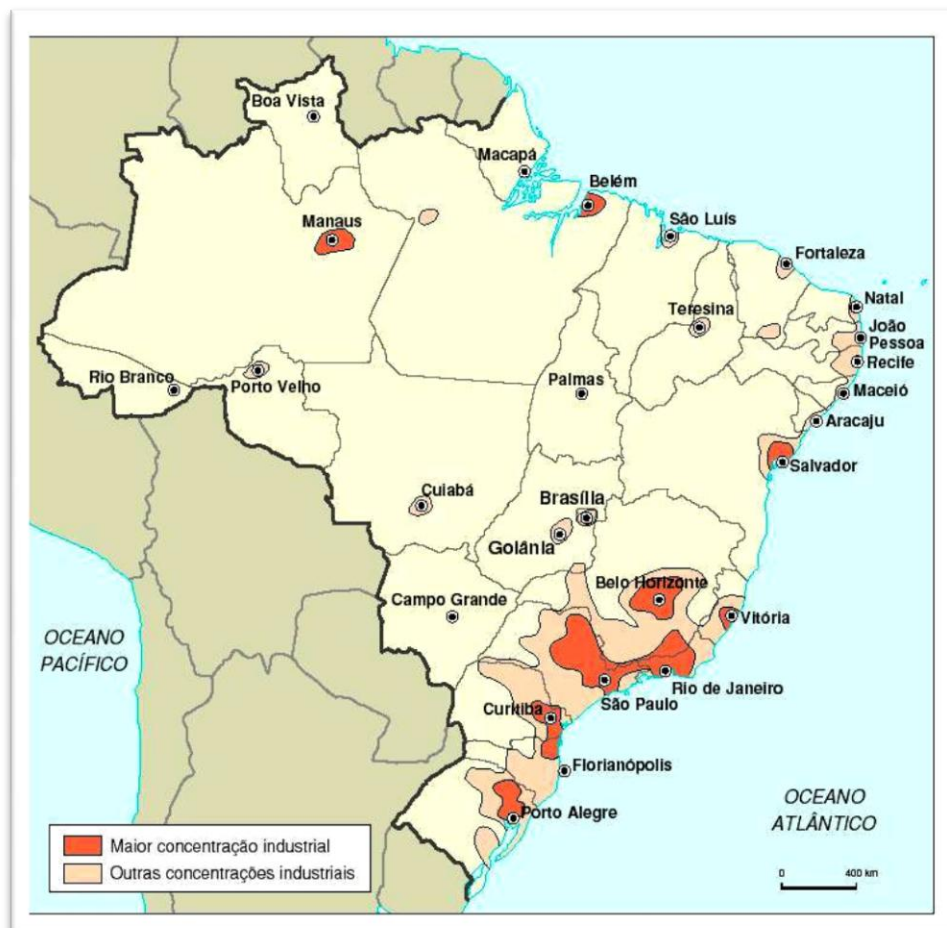 Boa Vista
Macapá
Belém
São Luís
Manaus
Fortaleza
Natal
Teresina
João
Pessoa
Recife
Rio Branco
Porto Velho
Palmas
Maceió
Aracaju
Salvador
Cuiabá
Brasília
Goiânia
Belo Horizonte
Campo Grande
Vitória
OCEANO
PACÍFICO
Rio de Janeiro
São Paulo
Curitiba
Florianópolis
Porto Alegre
OCEANO
ATLÂNTICO
Maior concentração industrial
Outras concentrações industriais
0 400 km